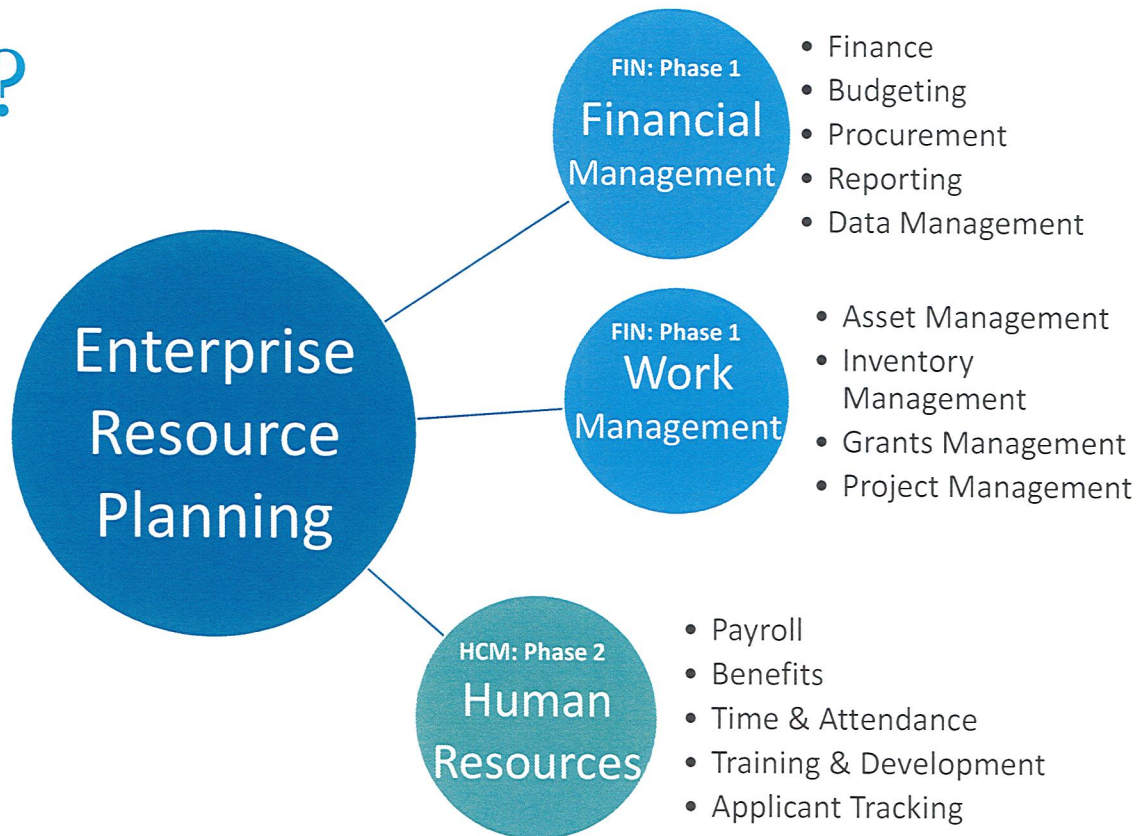 ?
Enterprise
Resource
Planning
FIN: Phase 1
Financial
Management
• Finance
• Budgeting
• Procurement
• Reporting
• Data Management
FIN: Phase 1
Work
Management
• Asset Management
• Inventory
Management
• Grants Management
• Project Management
HCM: Phase 2
Human
Resources
• Payroll
• Benefits
• Time & Attendance
• Training & Development
• Applicant Tracking